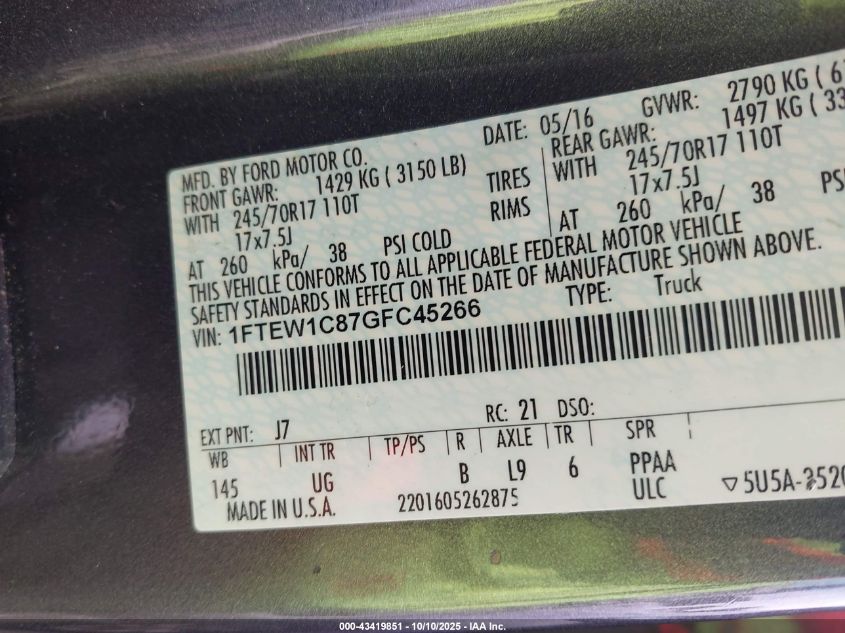 MFD. BY FORD MOTOR CO. DATE: 05/16 GVWR: 2790 KG (
FRONT GAWR: 1429 KG ( 3150 LB) REAR GAWR: 1497 KG ( 33
WITH 245/70R17 110T TIRES WITH 245/70R17 110T
17x7.5J RIMS 17x7.5J
AT 260 kPa/ 38 PSI COLD AT 260 kPa/ 38 PS
THIS VEHICLE CONFORMS TO ALL APPLICABLE FEDERAL MOTOR VEHICLE
SAFETY STANDARDS IN EFFECT ON THE DATE OF MANUFACTURE SHOWN ABOVE.
VIN: 1FTEW1C87GFC45266 TYPE: Truck
EXT PNT: J7 RC: 21 DSO:
WB INT TR TP/PS R AXLE TR SPR
145 UG B L9 6 PPAA
ULC
MADE IN U.S.A. 2201605262875
000-43419851 - 10/10/2025 - IAA Inc.